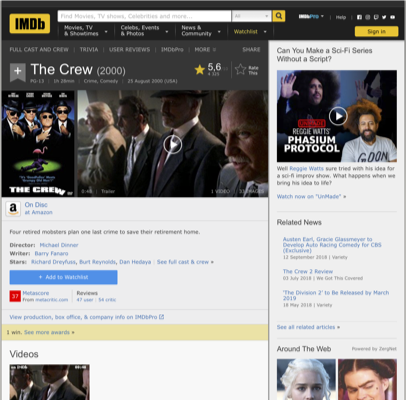 IMDb
Find Movies, TV shows, Celebrities and more...
All
Movies, TV & Showtimes
Celebs, Events & Photos
News & Community
Watchlist
IMDbPro
Help
Sign in
FULL CAST AND CREW | TRIVIA | USER REVIEWS | IMDbPro | MORE
SHARE
The Crew (2000)
PG-13 | 1h 28min | Crime, Comedy | 25 August 2000 (USA)
5,6
Rate This
THE CREW
0:46 | Trailer
1 VIDEO
On Disc
at Amazon
Four retired mobsters plan one last crime to save their retirement home.
Director: Michael Dinner
Writer: Barry Fanaro
Stars: Richard Dreyfuss, Burt Reynolds, Dan Hedaya | See full cast & crew »
+ Add to Watchlist
37
Metascore
From metacritic.com
Reviews
47 user | 54 critic
View production, box office, & company info on IMDbPro
1 win. See more awards »
Videos
Can You Make a Sci-Fi Series Without a Script?
REGGIE WATTS'
PHASIUM
PROTOCOL
Well Reggie Watts sure tried with his idea for
a sci-fi improv show. What happens when we
bring his idea to life?
Watch now on "UnMade" »
Related News
Austen Earl, Gracie Glassmeyer to
Develop Auto Racing Comedy for CBS
(Exclusive)
12 September 2018 | Variety
The Crew 2 Review
03 July 2018 | We Got This Covered
'The Division 2' to Be Released by March
2019
18 May 2018 | Variety
See all related articles »
Around The Web
Powered by ZergNet